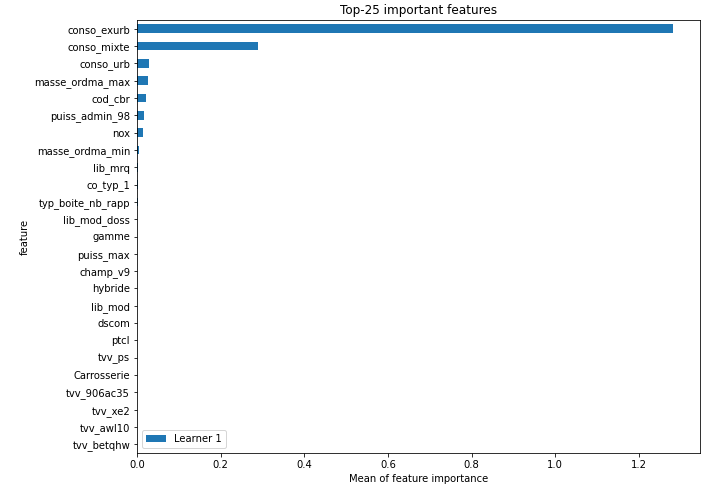 Top-25 important features
conso_exurb
conso_mixte
conso_urb
masse_ordma_max
cod_cbr
puiss_admin_98
nox
masse_ordma_min
lib_mrq
co_typ_1
typ_boite_nb_rapp
lib_mod_doss
gamme
puiss_max
champ_v9
hybride
lib_mod
dscom
ptcl
tvv_ps
Carrosserie
tvv_906ac35
tvv_xe2
tvv_awl10
tvv_betqhw
feature
Learner 1
0.0 0.2 0.4 0.6 0.8 1.0 1.2
Mean of feature importance